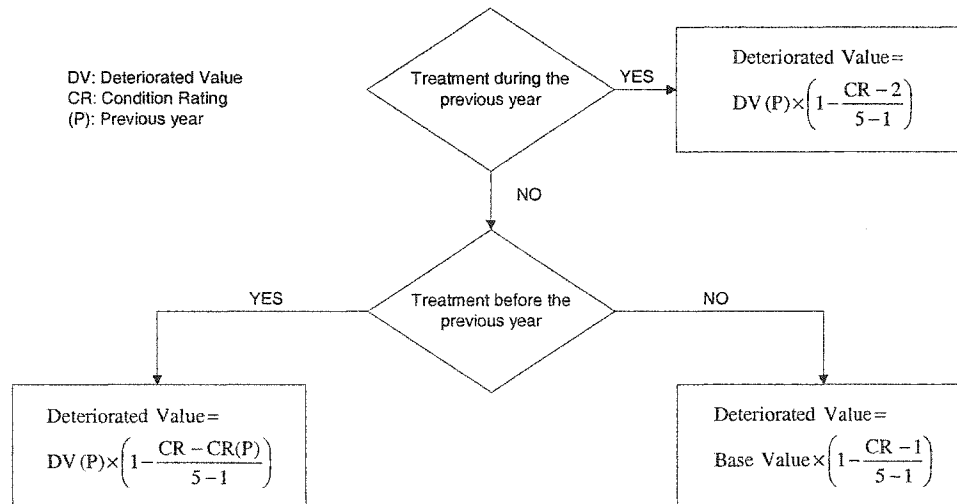 DV: Deteriorated Value
CR: Condition Rating
(P): Previous year
Treatment during the
previous year
YES
Deteriorated Value=
DV(P)×(1−(CR−2)/(5−1))
NO
Treatment before the
previous year
YES
NO
Deteriorated Value=
DV(P)×(1−(CR−CR(P))/(5−1))
Deteriorated Value=
Base Value×(1−(CR−1)/(5−1))